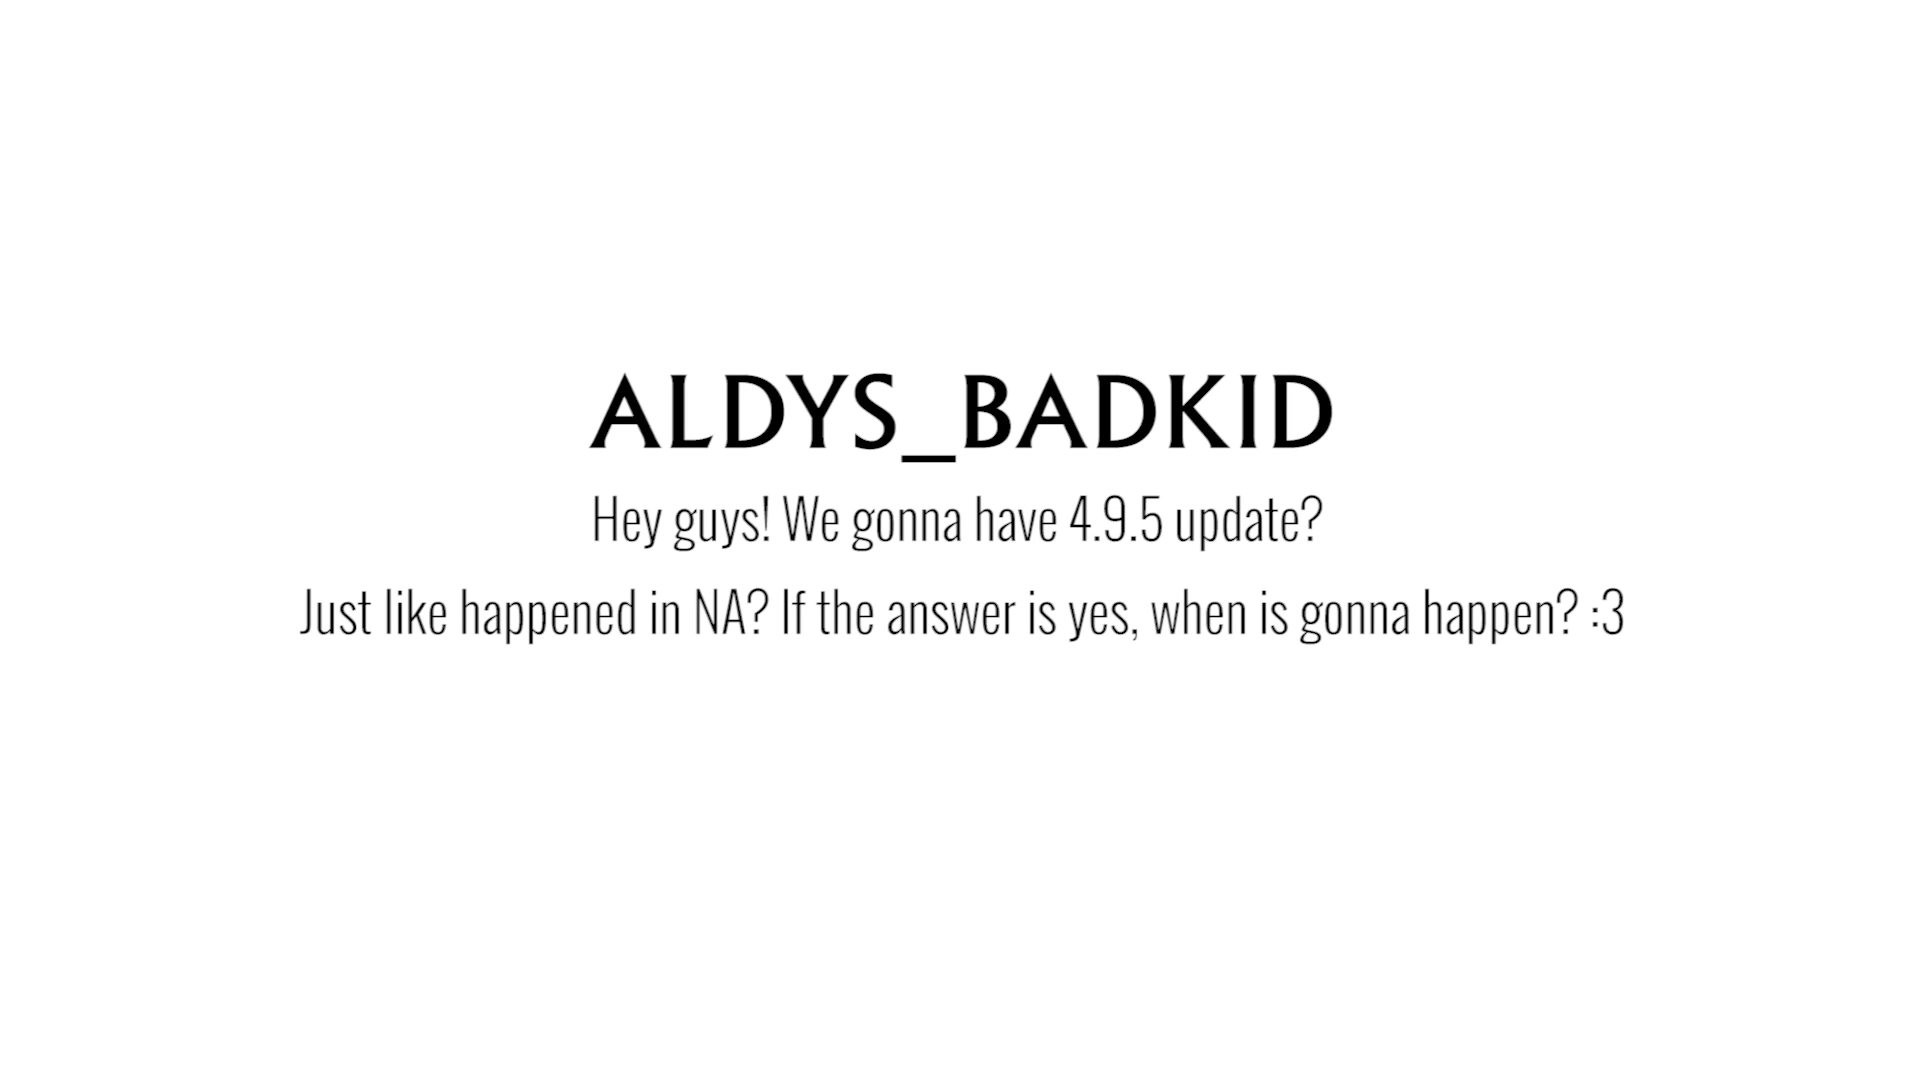 ALDYS_BADKID
Hey guys! We gonna have 4.9.5 update?
Just like happened in NA? If the answer is yes, when is gonna happen? :3